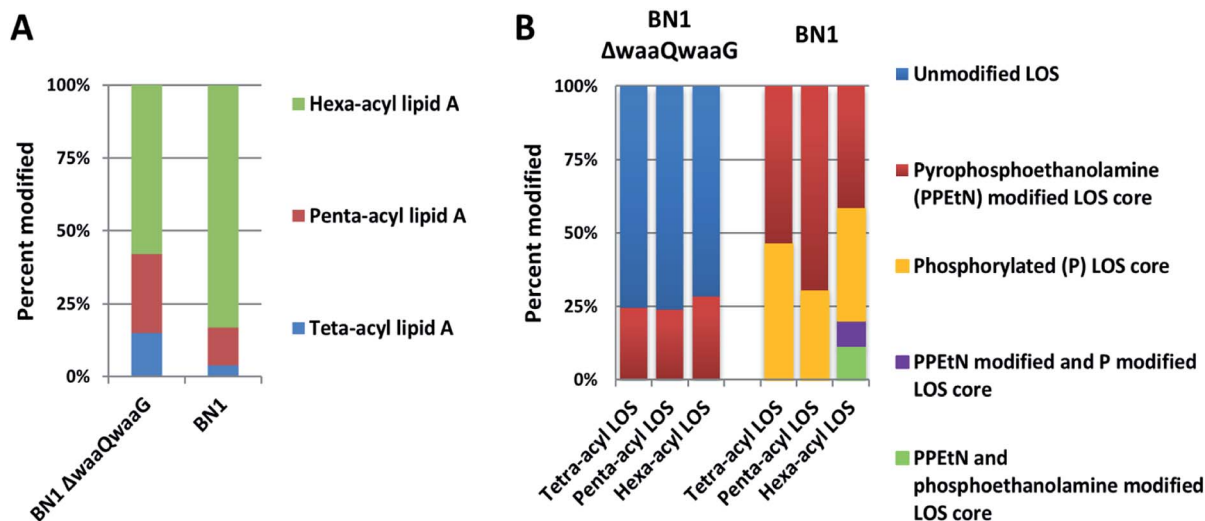 A
Percent modified
100%
75%
50%
25%
0%
BN1 ΔwaaQwaaG
BN1
Hexa-acyl lipid A
Penta-acyl lipid A
Teta-acyl lipid A
B
BN1
ΔwaaQwaaG
BN1
Percent modified
100%
75%
50%
25%
0%
Tetra-acyl LOS
Penta-acyl LOS
Hexa-acyl LOS
Tetra-acyl LOS
Penta-acyl LOS
Hexa-acyl LOS
Unmodified LOS
Pyrophosphoethanolamine
(PPEtN) modified LOS core
Phosphorylated (P) LOS core
PPEtN modified and P modified
LOS core
PPEtN and
phosphoethanolamine modified
LOS core